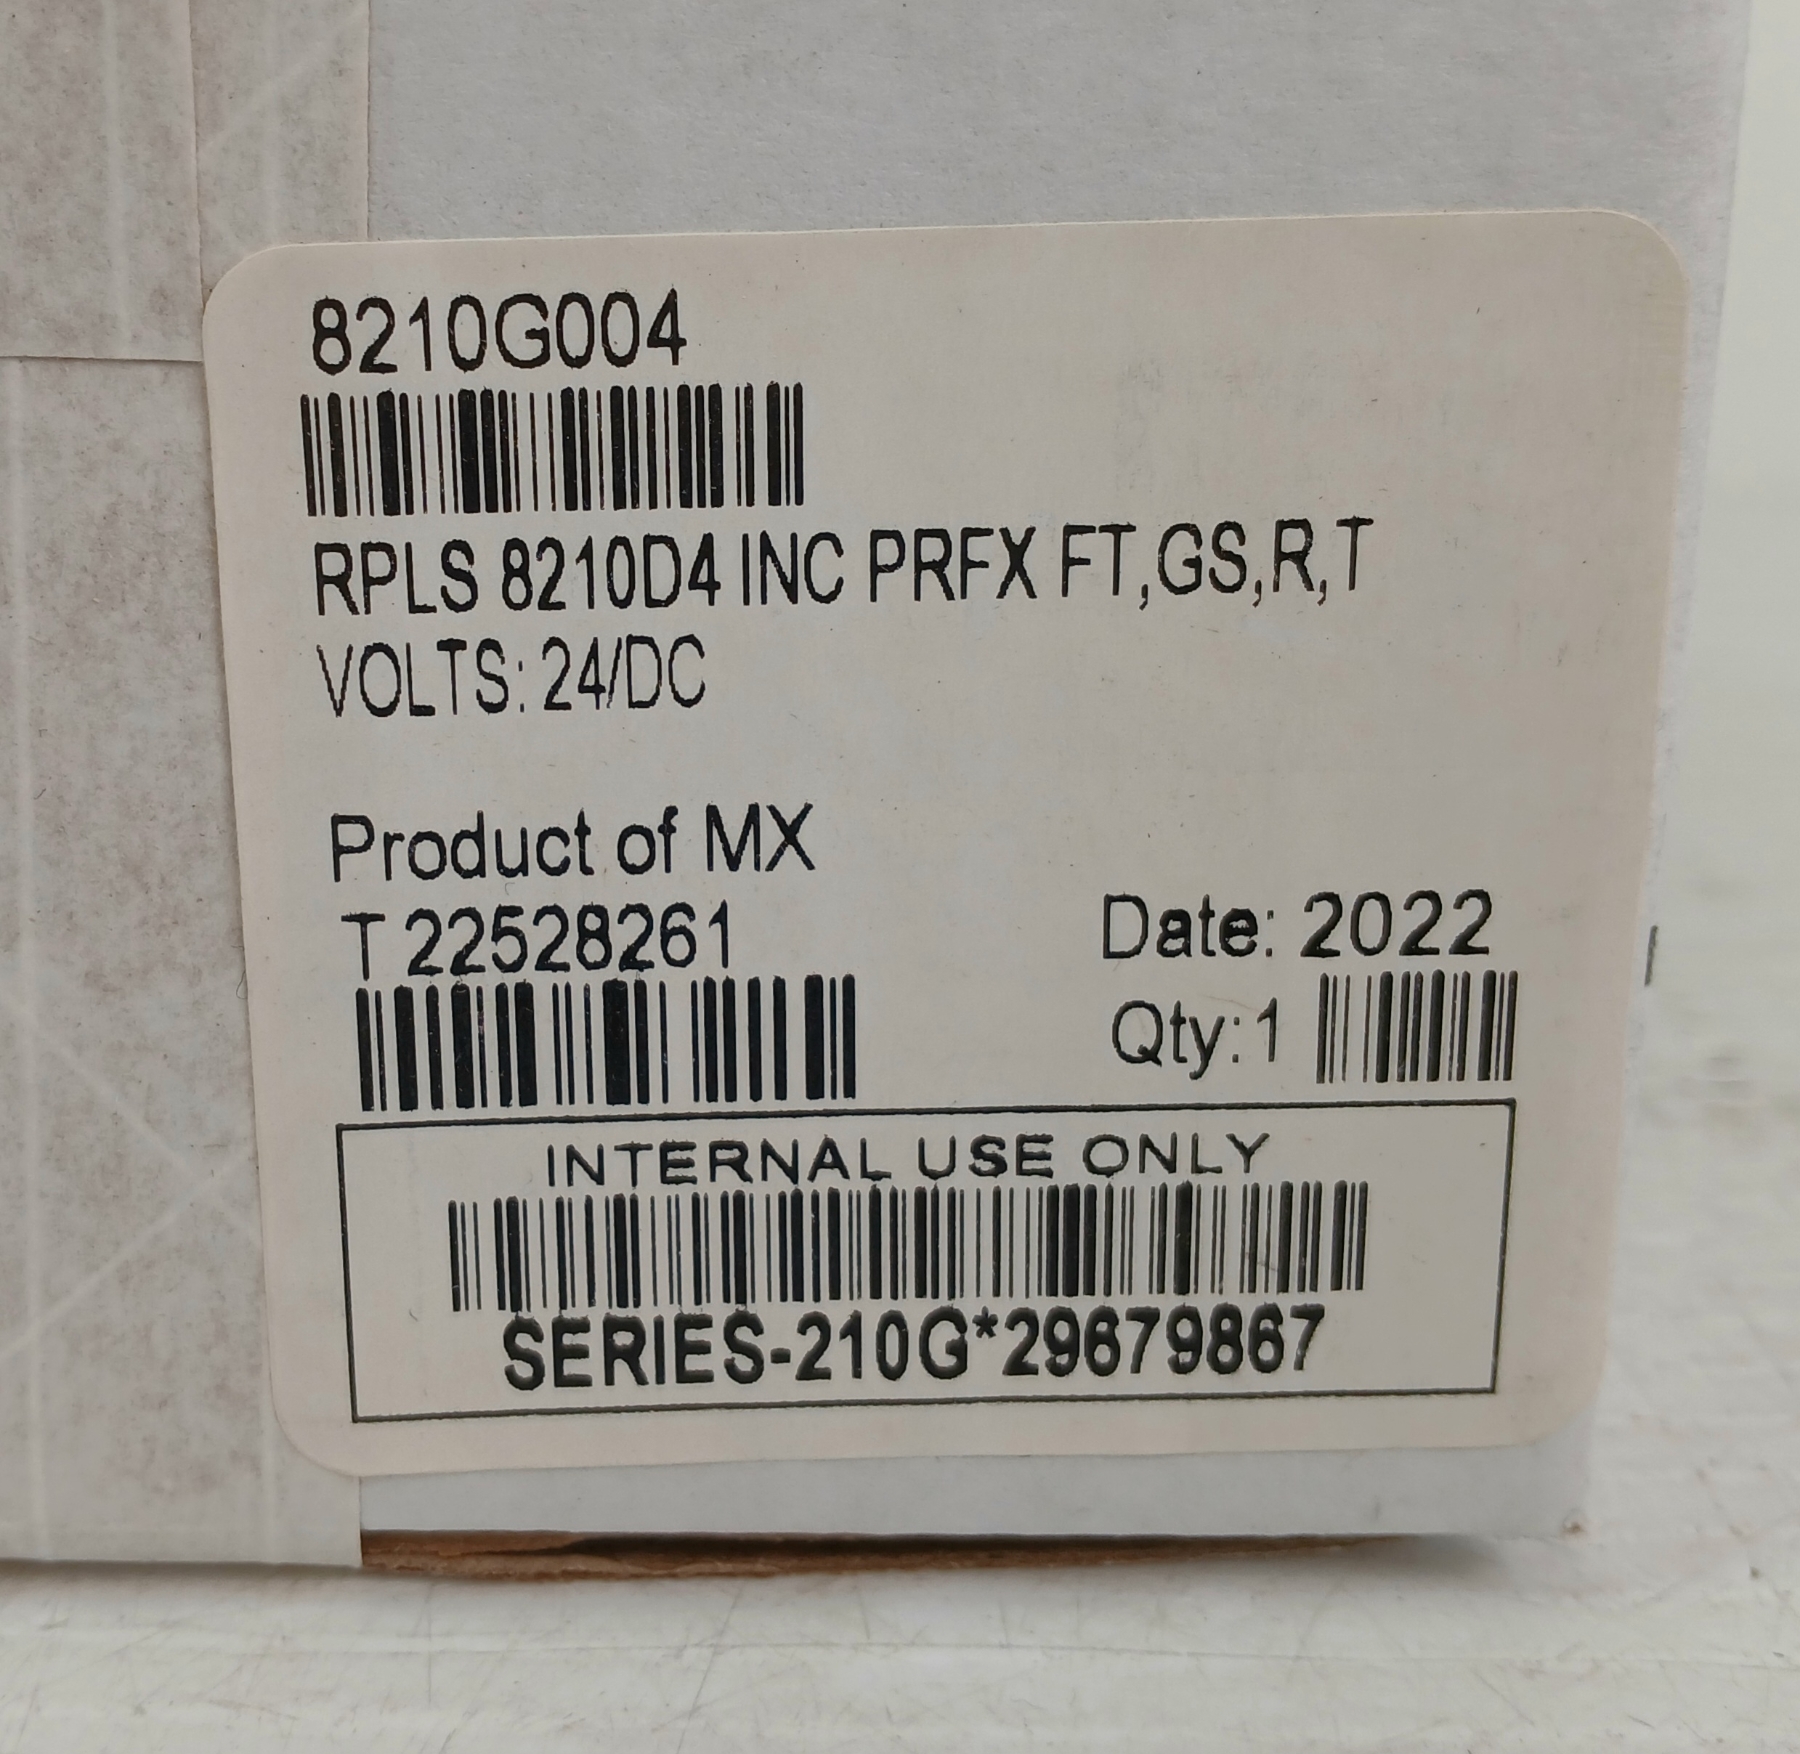 8210G004
RPLS 8210D4 INC PRFX FT,GS,R,T
VOLTS: 24/DC
Product of MX
T 22528261
Date: 2022
Qty: 1
INTERNAL USE ONLY
SERIES-210G*29679867